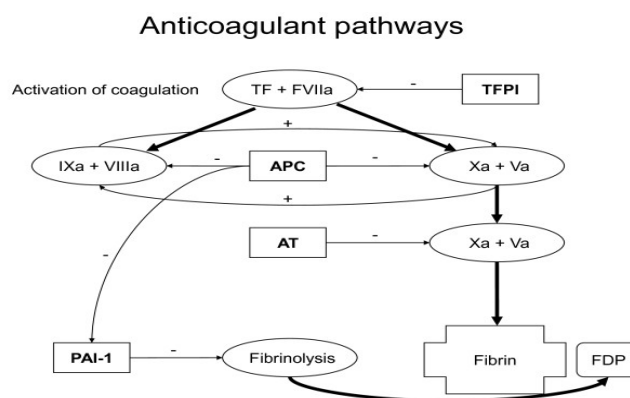 Anticoagulant pathways
Activation of coagulation
TF + FVIIa
-
TFPI
+
IXa + VIIIa
-
APC
-
Xa + Va
+
AT
-
Xa + Va
-
PAI-1
-
Fibrinolysis
Fibrin
FDP